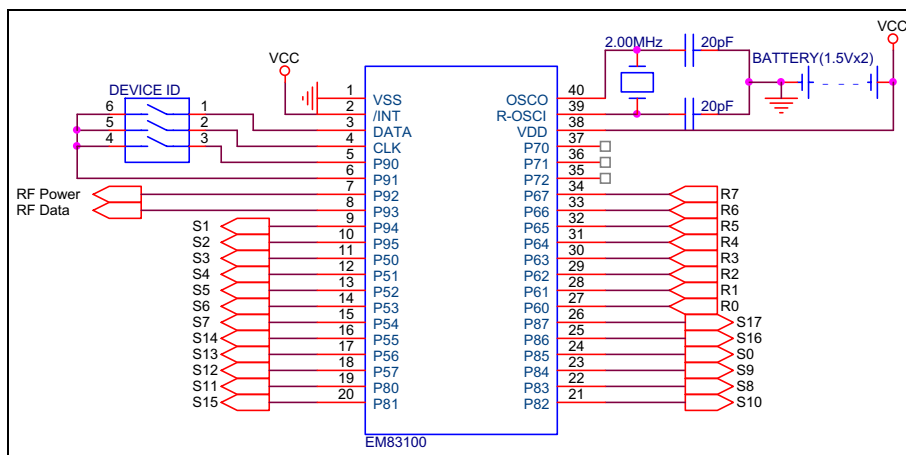 VCC
2.00MHz
20pF
BATTERY(1.5Vx2)
VCC
DEVICE ID
6 1
5 2
4 3
20pF
1 VSS
2 /INT
3 DATA
4 CLK
5 P90
6 P91
RF Power 7 P92
RF Data 8 P93
S1 9 P94
S2 10 P95
S3 11 P50
S4 12 P51
S5 13 P52
S6 14 P53
S7 15 P54
S14 16 P55
S13 17 P56
S12 18 P57
S11 19 P80
S15 20 P81
OSCO 40
R-OSCI 39
VDD 38
P70 37
P71 36
P72 35
P67 34 R7
P66 33 R6
P65 32 R5
P64 31 R4
P63 30 R3
P62 29 R2
P61 28 R1
P60 27 R0
P87 26 S17
P86 25 S16
P85 24 S0
P84 23 S9
P83 22 S8
P82 21 S10
EM83100